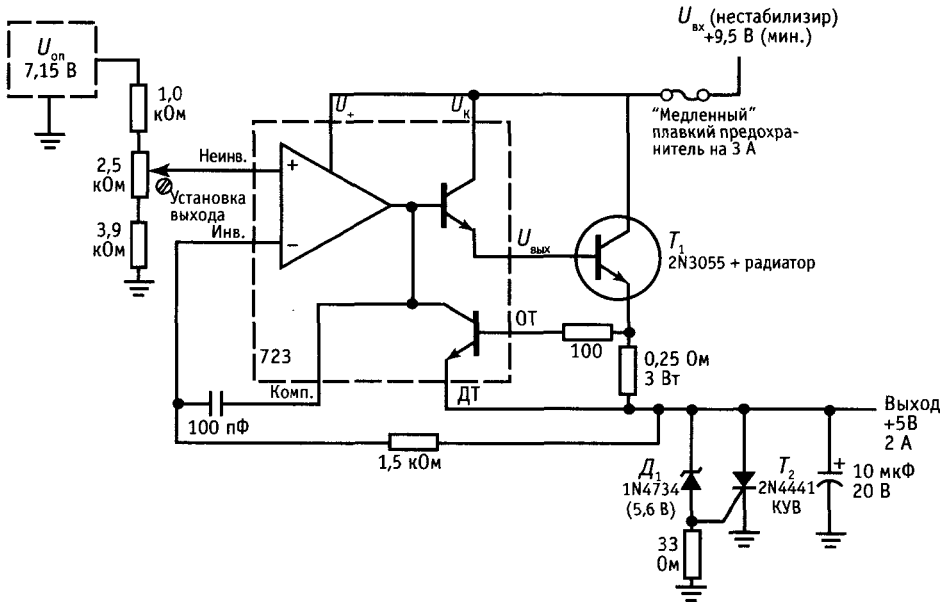 Uоп
7,15 В
1,0
кОм
2,5
кОм
3,9
кОм
Неинв.
Установка
выхода
Инв.
U+
Uк
Uвх (нестабилизир)
+9,5 В (мин.)
"Медленный"
плавкий предохра-
нитель на 3 А
+
−
Uвых
T1
2N3055 + радиатор
ОТ
100
0,25 Ом
3 Вт
723
Комп.
ДТ
100 пФ
1,5 кОм
Выход
+5В
2 А
Д1
1N4734
(5,6 В)
T2
2N4441
КУВ
+
10 мкФ
20 В
33
Ом